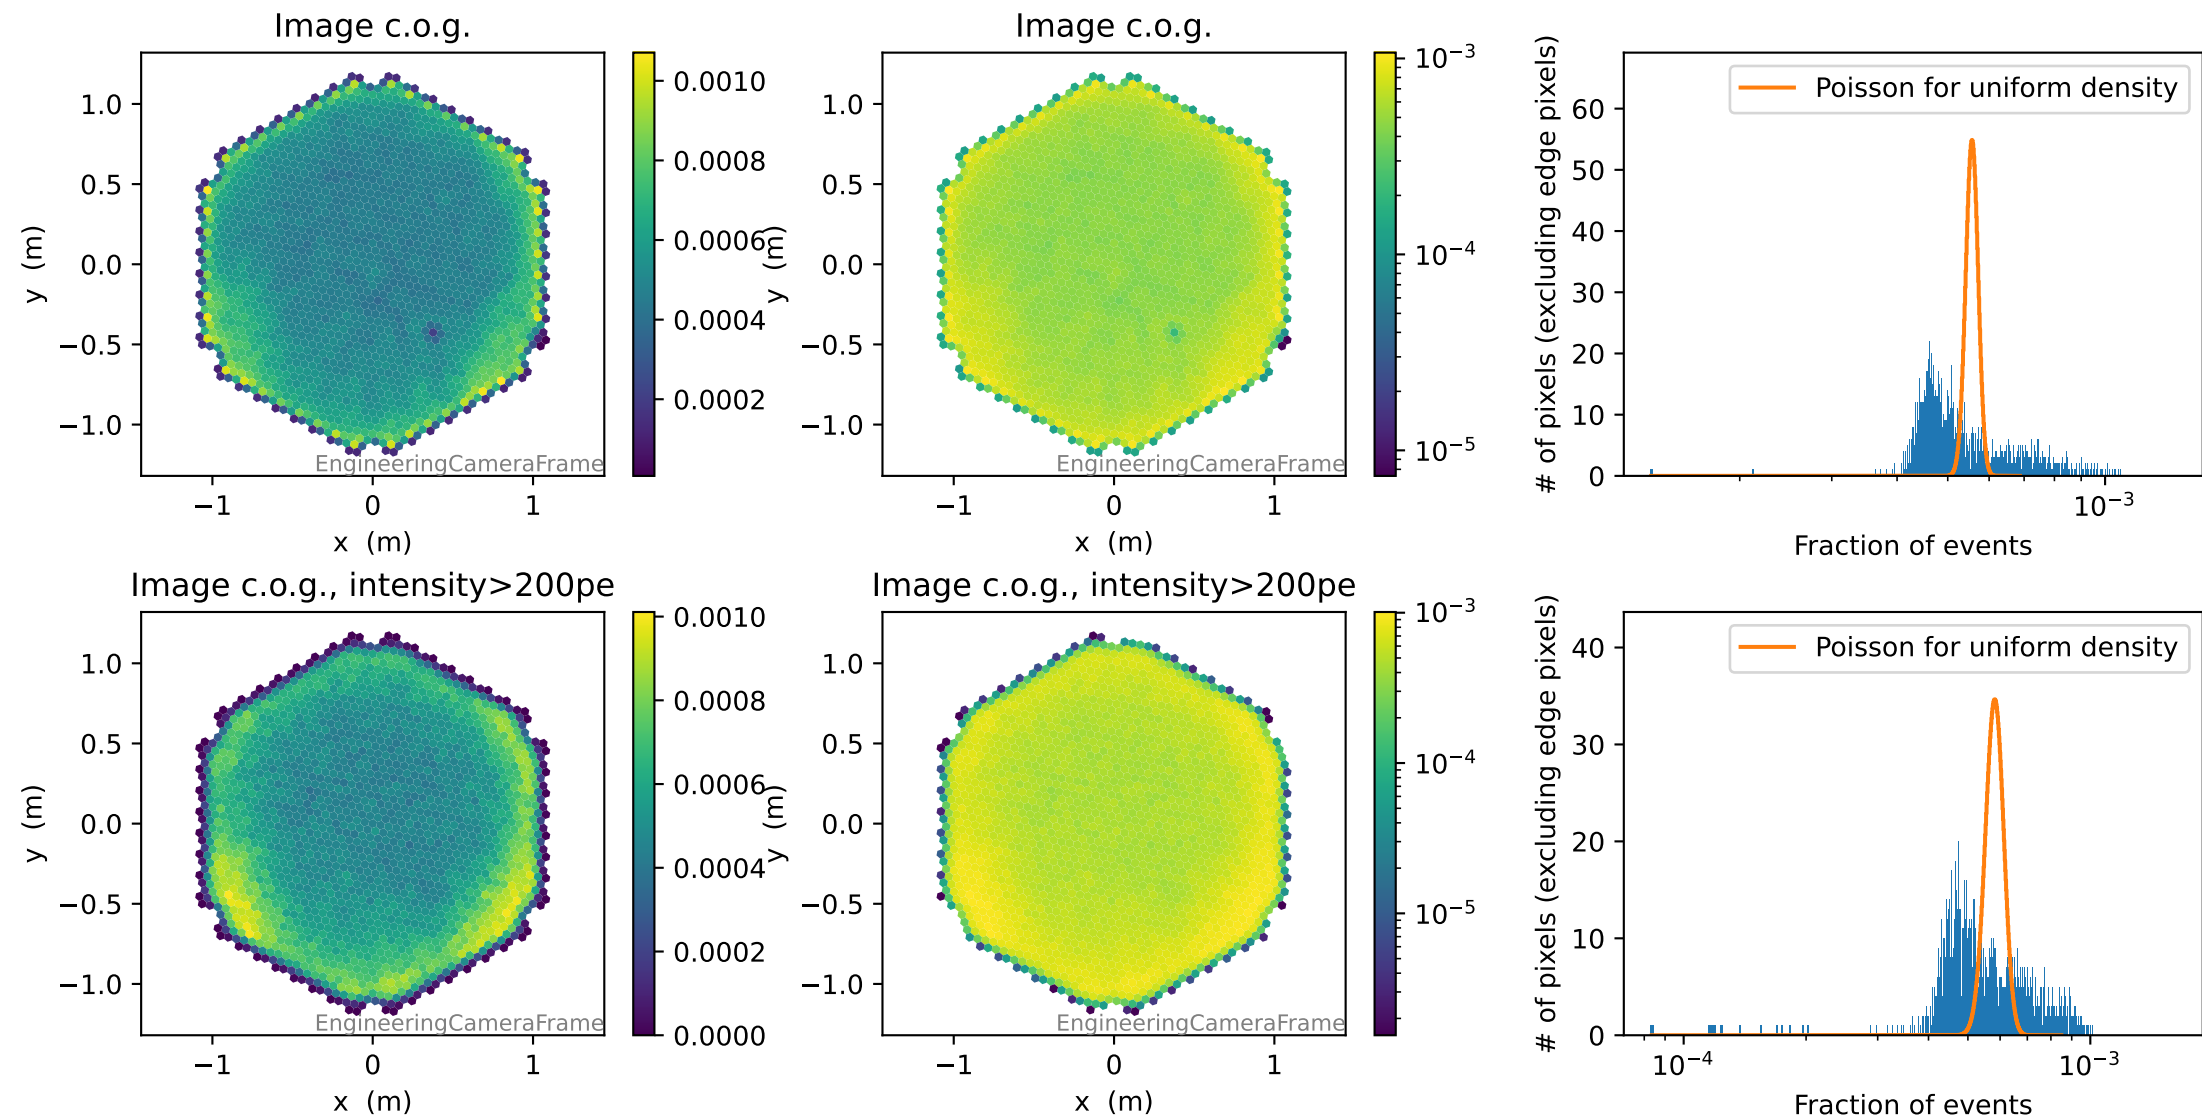 Image c.o.g.
1.0
0.5
0.0
−0.5
−1.0
y (m)
−1
0
1
x (m)
EngineeringCameraFrame
0.0010
0.0008
0.0006
0.0004
0.0002
Image c.o.g.
1.0
0.5
0.0
−0.5
−1.0
y (m)
−1
0
1
x (m)
EngineeringCameraFrame
10⁻³
10⁻⁴
10⁻⁵
Poisson for uniform density
# of pixels (excluding edge pixels)
60
50
40
30
20
10
0
10⁻³
Fraction of events
Image c.o.g., intensity>200pe
1.0
0.5
0.0
−0.5
−1.0
y (m)
−1
0
1
x (m)
EngineeringCameraFrame
0.0010
0.0008
0.0006
0.0004
0.0002
0.0000
Image c.o.g., intensity>200pe
1.0
0.5
0.0
−0.5
−1.0
y (m)
−1
0
1
x (m)
EngineeringCameraFrame
10⁻³
10⁻⁴
10⁻⁵
Poisson for uniform density
# of pixels (excluding edge pixels)
40
30
20
10
0
10⁻⁴
10⁻³
Fraction of events